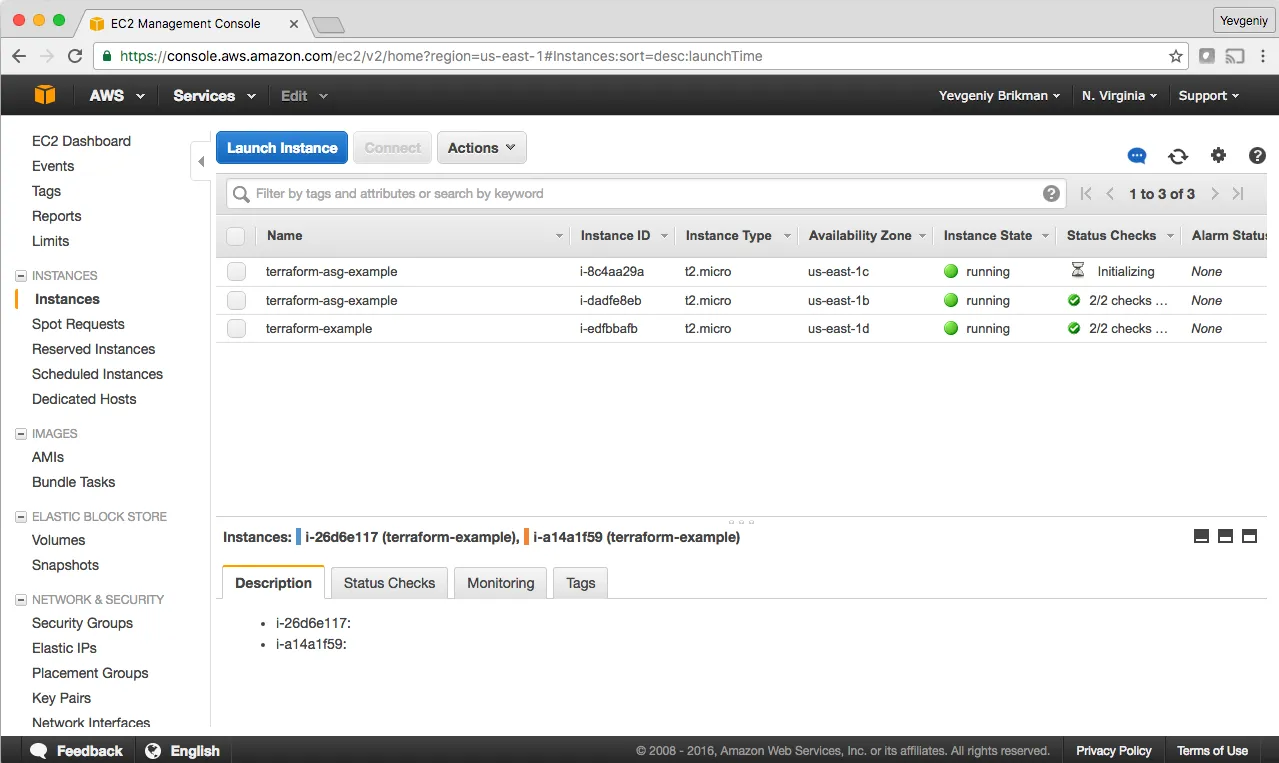 EC2 Management Console
Yevgeniy
https://console.aws.amazon.com/ec2/v2/home?region=us-east-1#Instances:sort=desc:launchTime
AWS Services Edit Yevgeniy Brikman N. Virginia Support
EC2 Dashboard
Events
Tags
Reports
Limits
INSTANCES
Instances
Spot Requests
Reserved Instances
Scheduled Instances
Dedicated Hosts
IMAGES
AMIs
Bundle Tasks
ELASTIC BLOCK STORE
Volumes
Snapshots
NETWORK & SECURITY
Security Groups
Elastic IPs
Placement Groups
Key Pairs
Network Interfaces
Launch Instance Connect Actions
Filter by tags and attributes or search by keyword 1 to 3 of 3
Name Instance ID Instance Type Availability Zone Instance State Status Checks Alarm Status
terraform-asg-example i-8c4aa29a t2.micro us-east-1c running Initializing None
terraform-asg-example i-dadfe8eb t2.micro us-east-1b running 2/2 checks ... None
terraform-example i-edfbbafb t2.micro us-east-1d running 2/2 checks ... None
Instances: i-26d6e117 (terraform-example), i-a14a1f59 (terraform-example)
Description Status Checks Monitoring Tags
• i-26d6e117:
• i-a14a1f59:
Feedback English © 2008 - 2016, Amazon Web Services, Inc. or its affiliates. All rights reserved. Privacy Policy Terms of Use